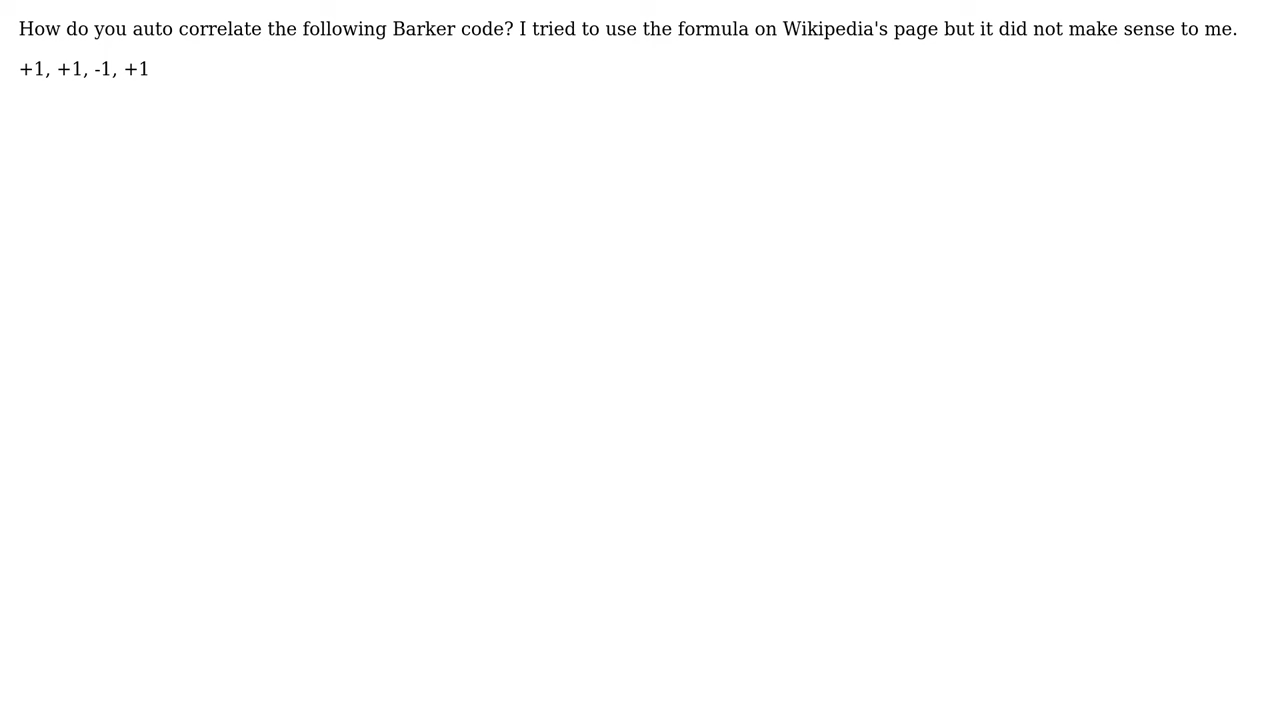 How do you auto correlate the following Barker code? I tried to use the formula on Wikipedia's page but it did not make sense to me.
+1, +1, -1, +1